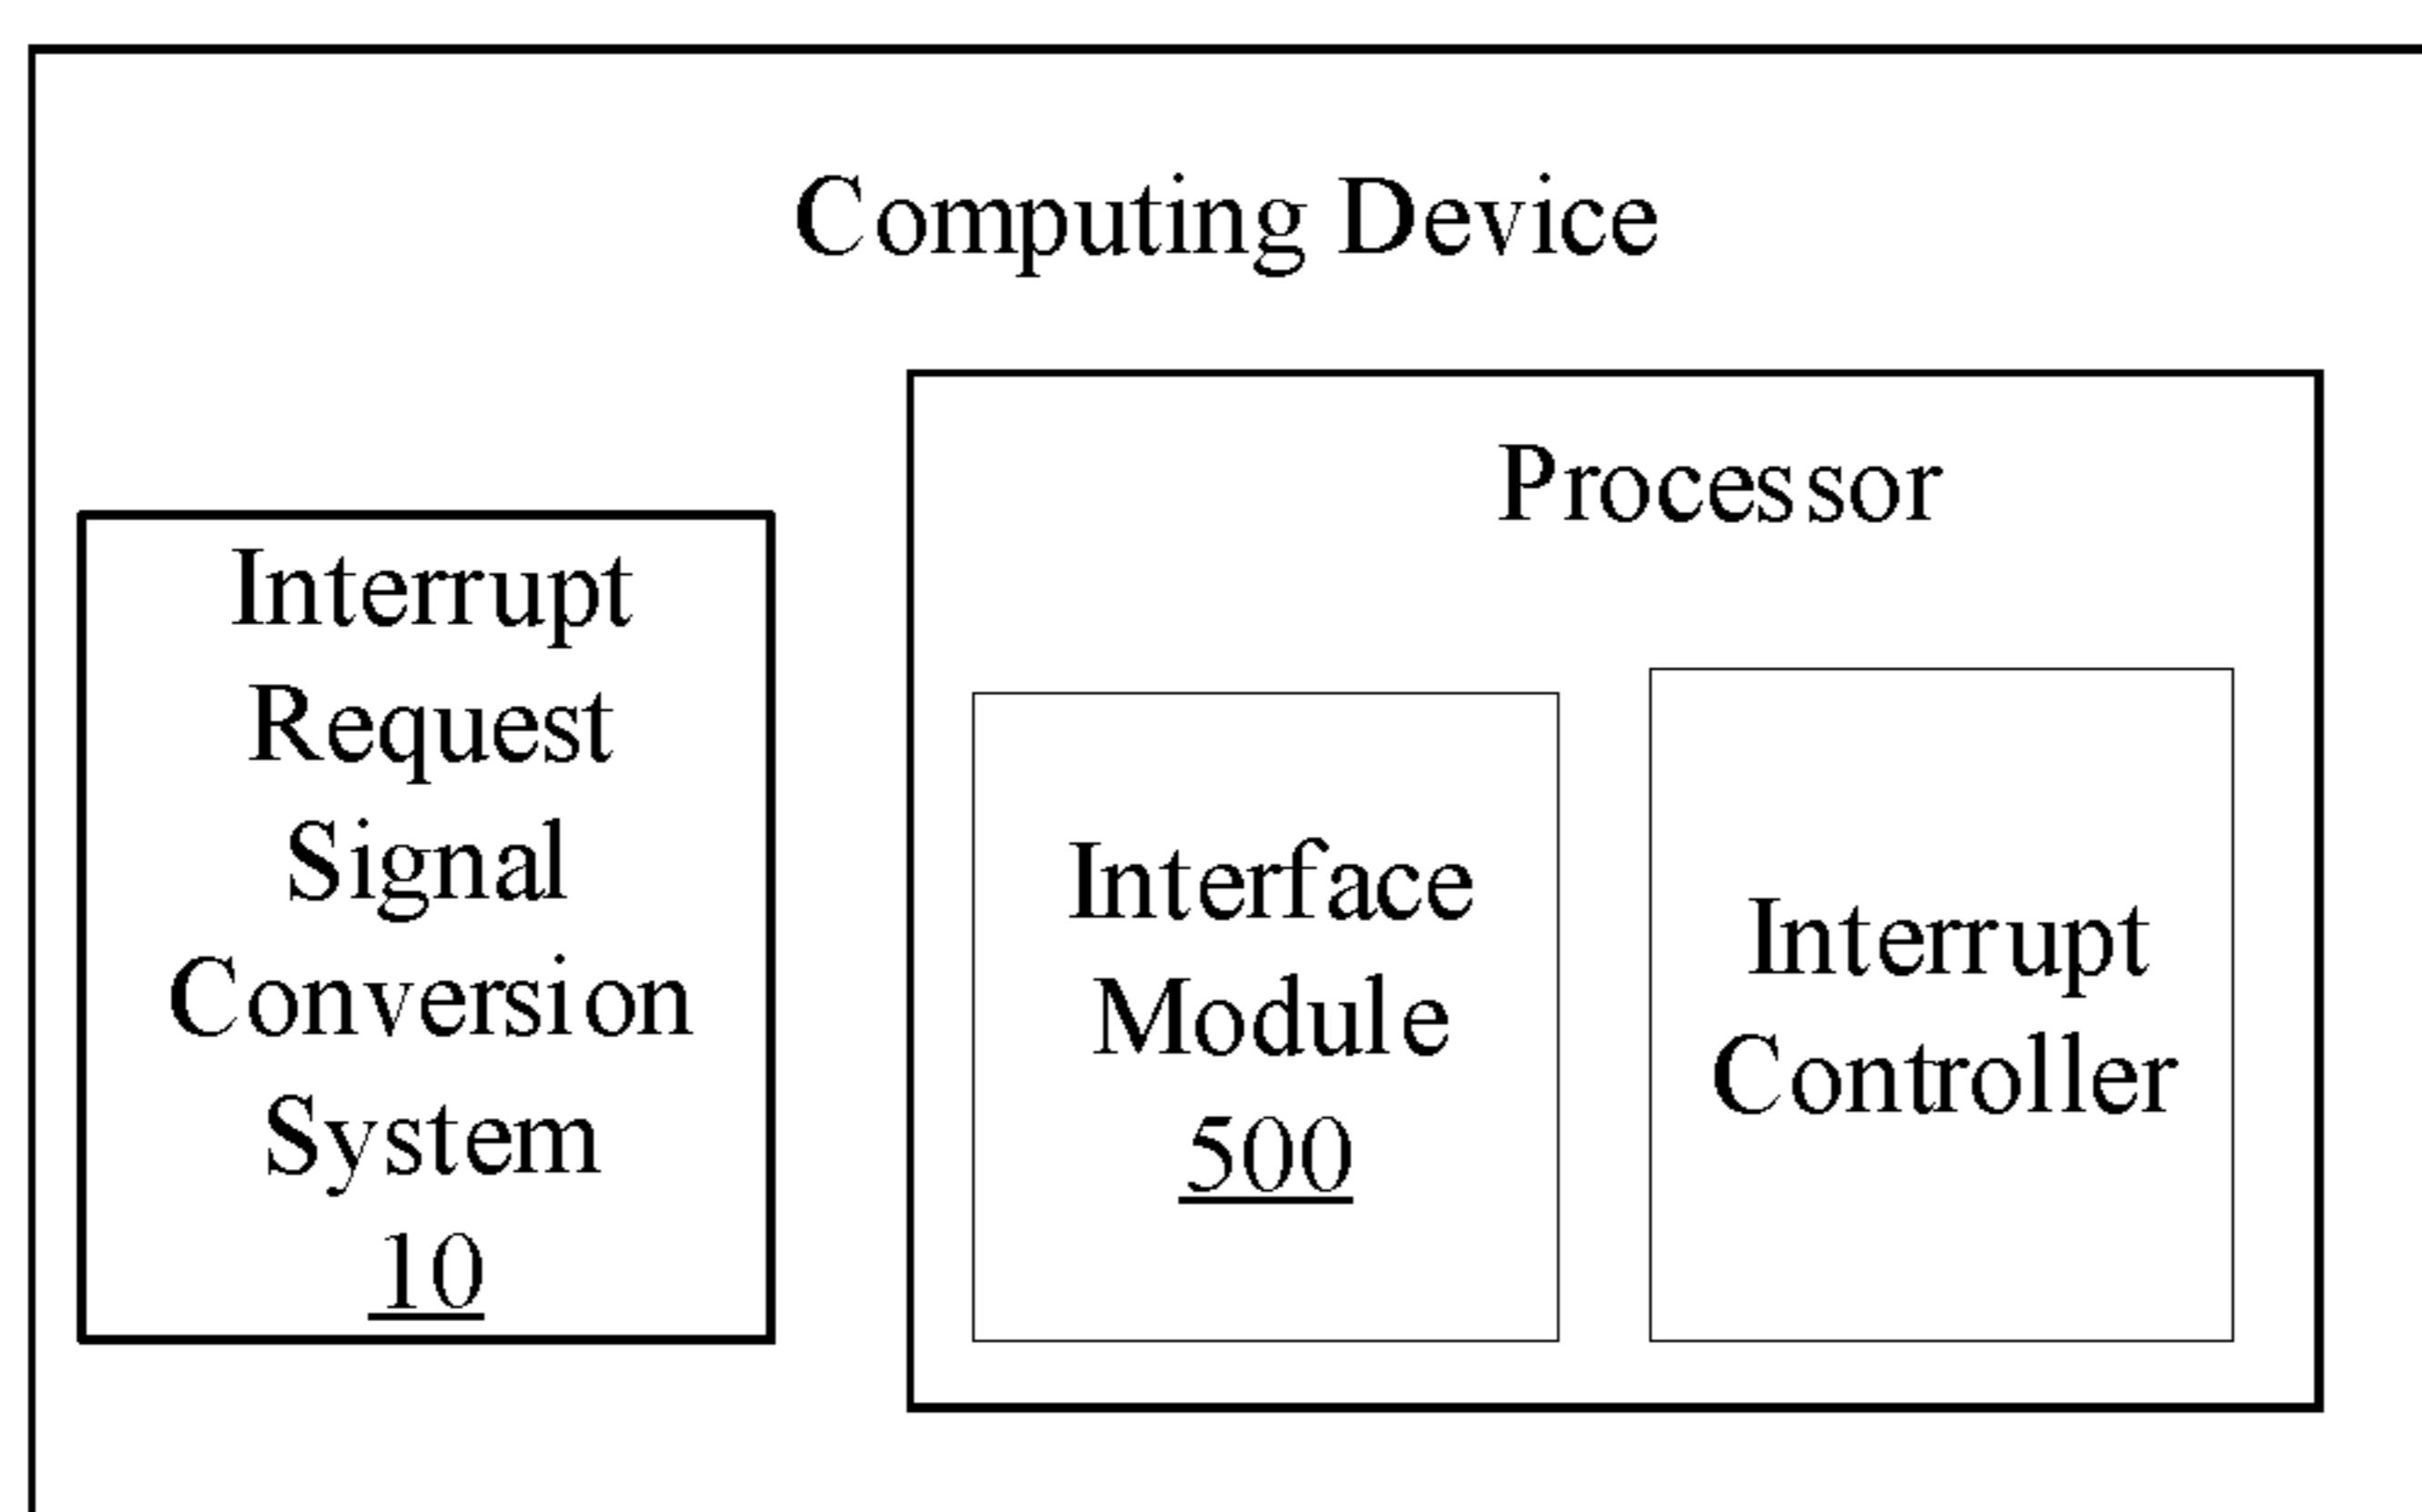 Computing Device
Processor
Interrupt
Request
Signal
Conversion
System
10
Interface
Module
500
Interrupt
Controller